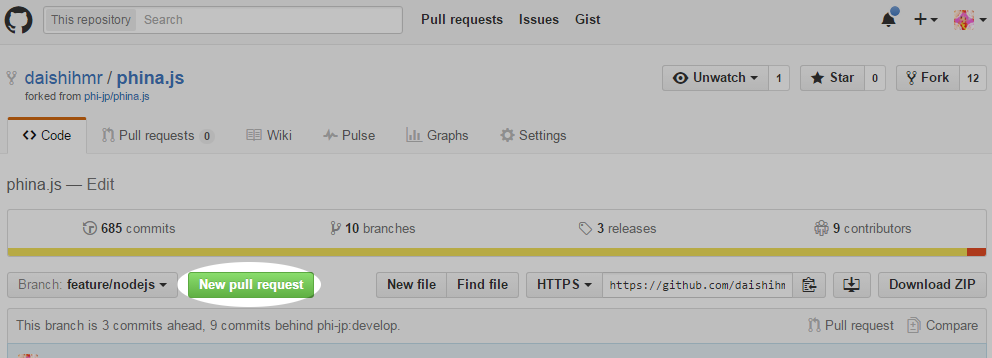 This repository Search Pull requests Issues Gist
daishihmr / phina.js Unwatch 1 Star 0 Fork 12
forked from phi-jp/phina.js
Code Pull requests 0 Wiki Pulse Graphs Settings
phina.js — Edit
685 commits 10 branches 3 releases 9 contributors
Branch: feature/nodejs New pull request New file Find file HTTPS https://github.com/daishihm Download ZIP
This branch is 3 commits ahead, 9 commits behind phi-jp:develop. Pull request Compare